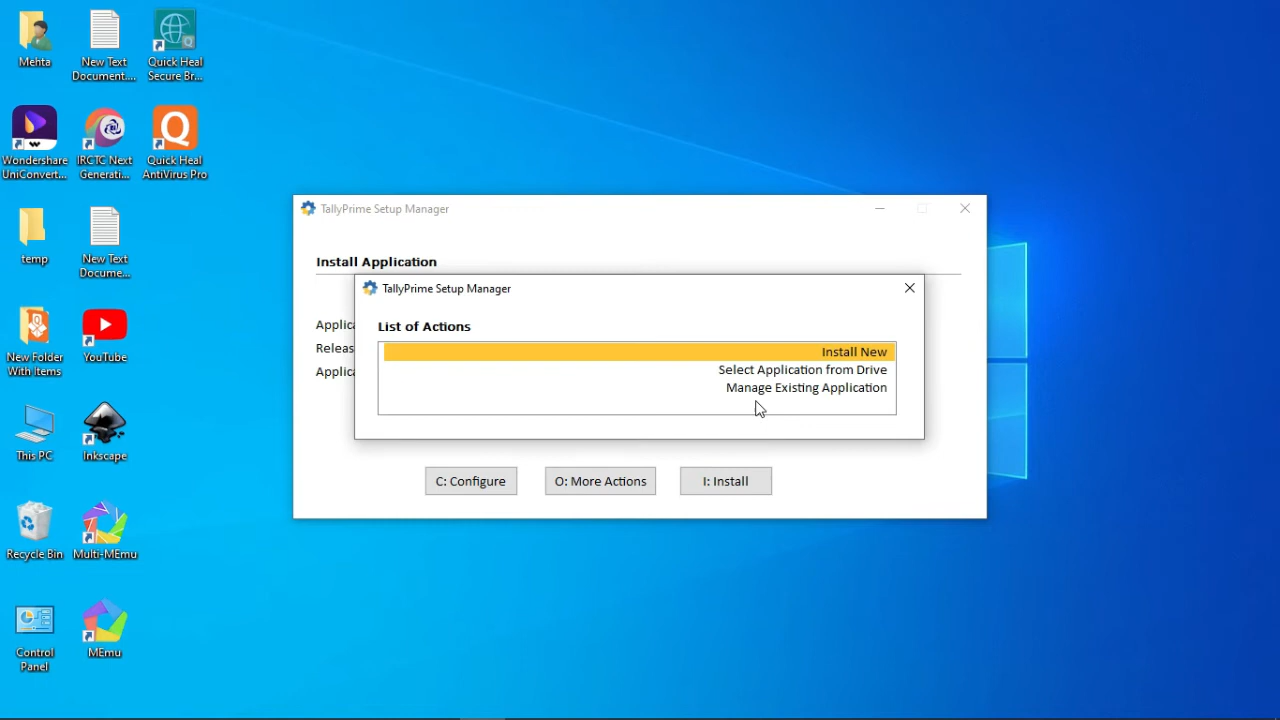 Mehta
New Text
Document....
Quick Heal
Secure Br...
Wondershare
UniConvert...
IRCTC Next
Generati...
Quick Heal
AntiVirus Pro
temp
New Text
Docume...
New Folder
With Items
YouTube
This PC
Inkscape
Recycle Bin
Multi-MEmu
Control
Panel
MEmu
TallyPrime Setup Manager
Install Application
Applica
Releas
Applica
TallyPrime Setup Manager
List of Actions
Install New
Select Application from Drive
Manage Existing Application
C: Configure
O: More Actions
I: Install